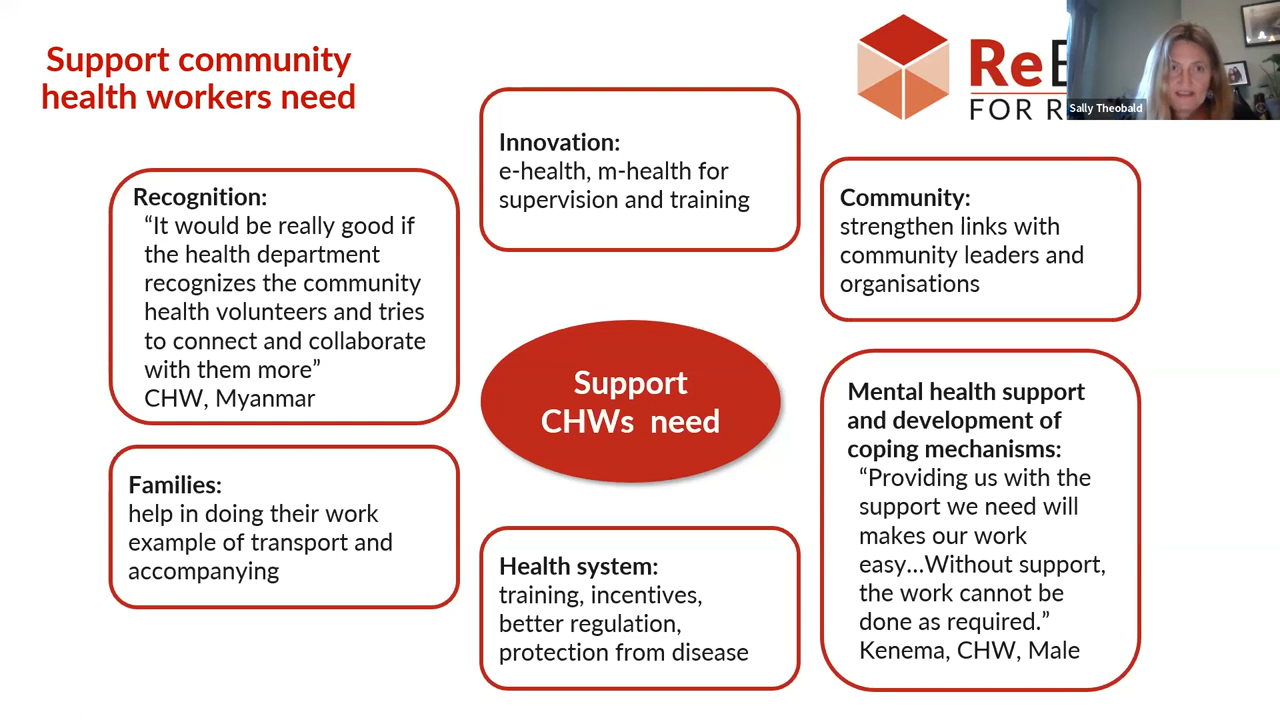 Support community
health workers need
Re
FOR R
Sally Theobald
Innovation:
e-health, m-health for
supervision and training
Recognition:
“It would be really good if
the health department
recognizes the community
health volunteers and tries
to connect and collaborate
with them more”
CHW, Myanmar
Community:
strengthen links with
community leaders and
organisations
Support
CHWs  need
Families:
help in doing their work
example of transport and
accompanying
Health system:
training, incentives,
better regulation,
protection from disease
Mental health support
and development of
coping mechanisms:
“Providing us with the
support we need will
makes our work
easy...Without support,
the work cannot be
done as required.”
Kenema, CHW, Male